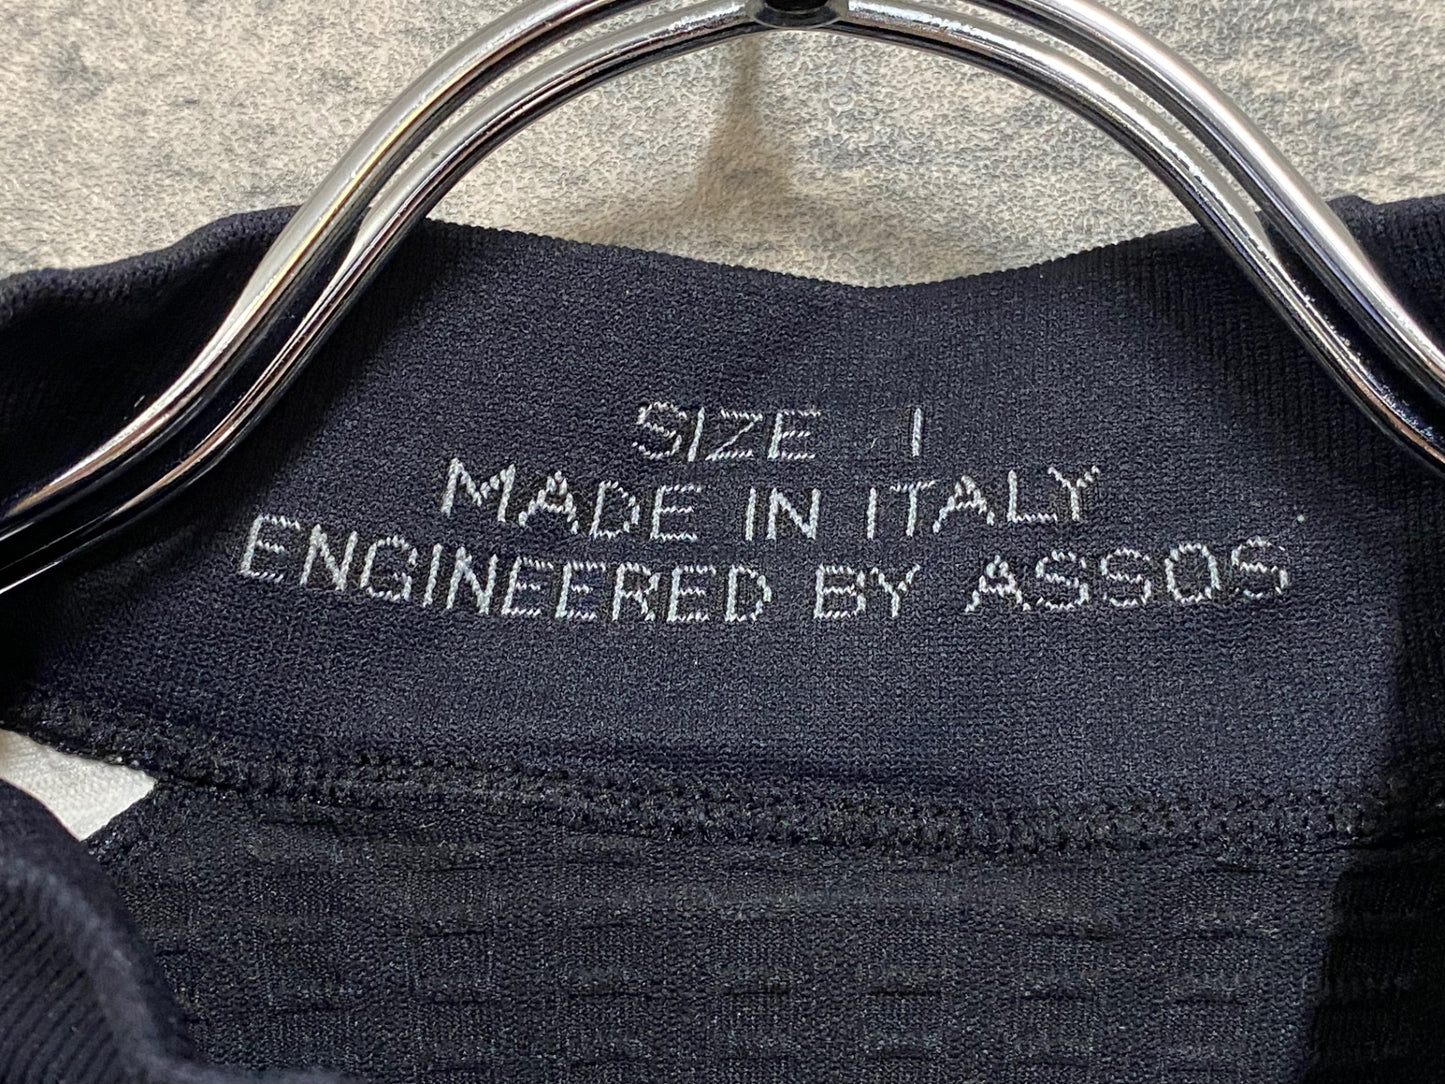 SIZE I
MADE IN ITALY
ENGINEERED BY ASSOS